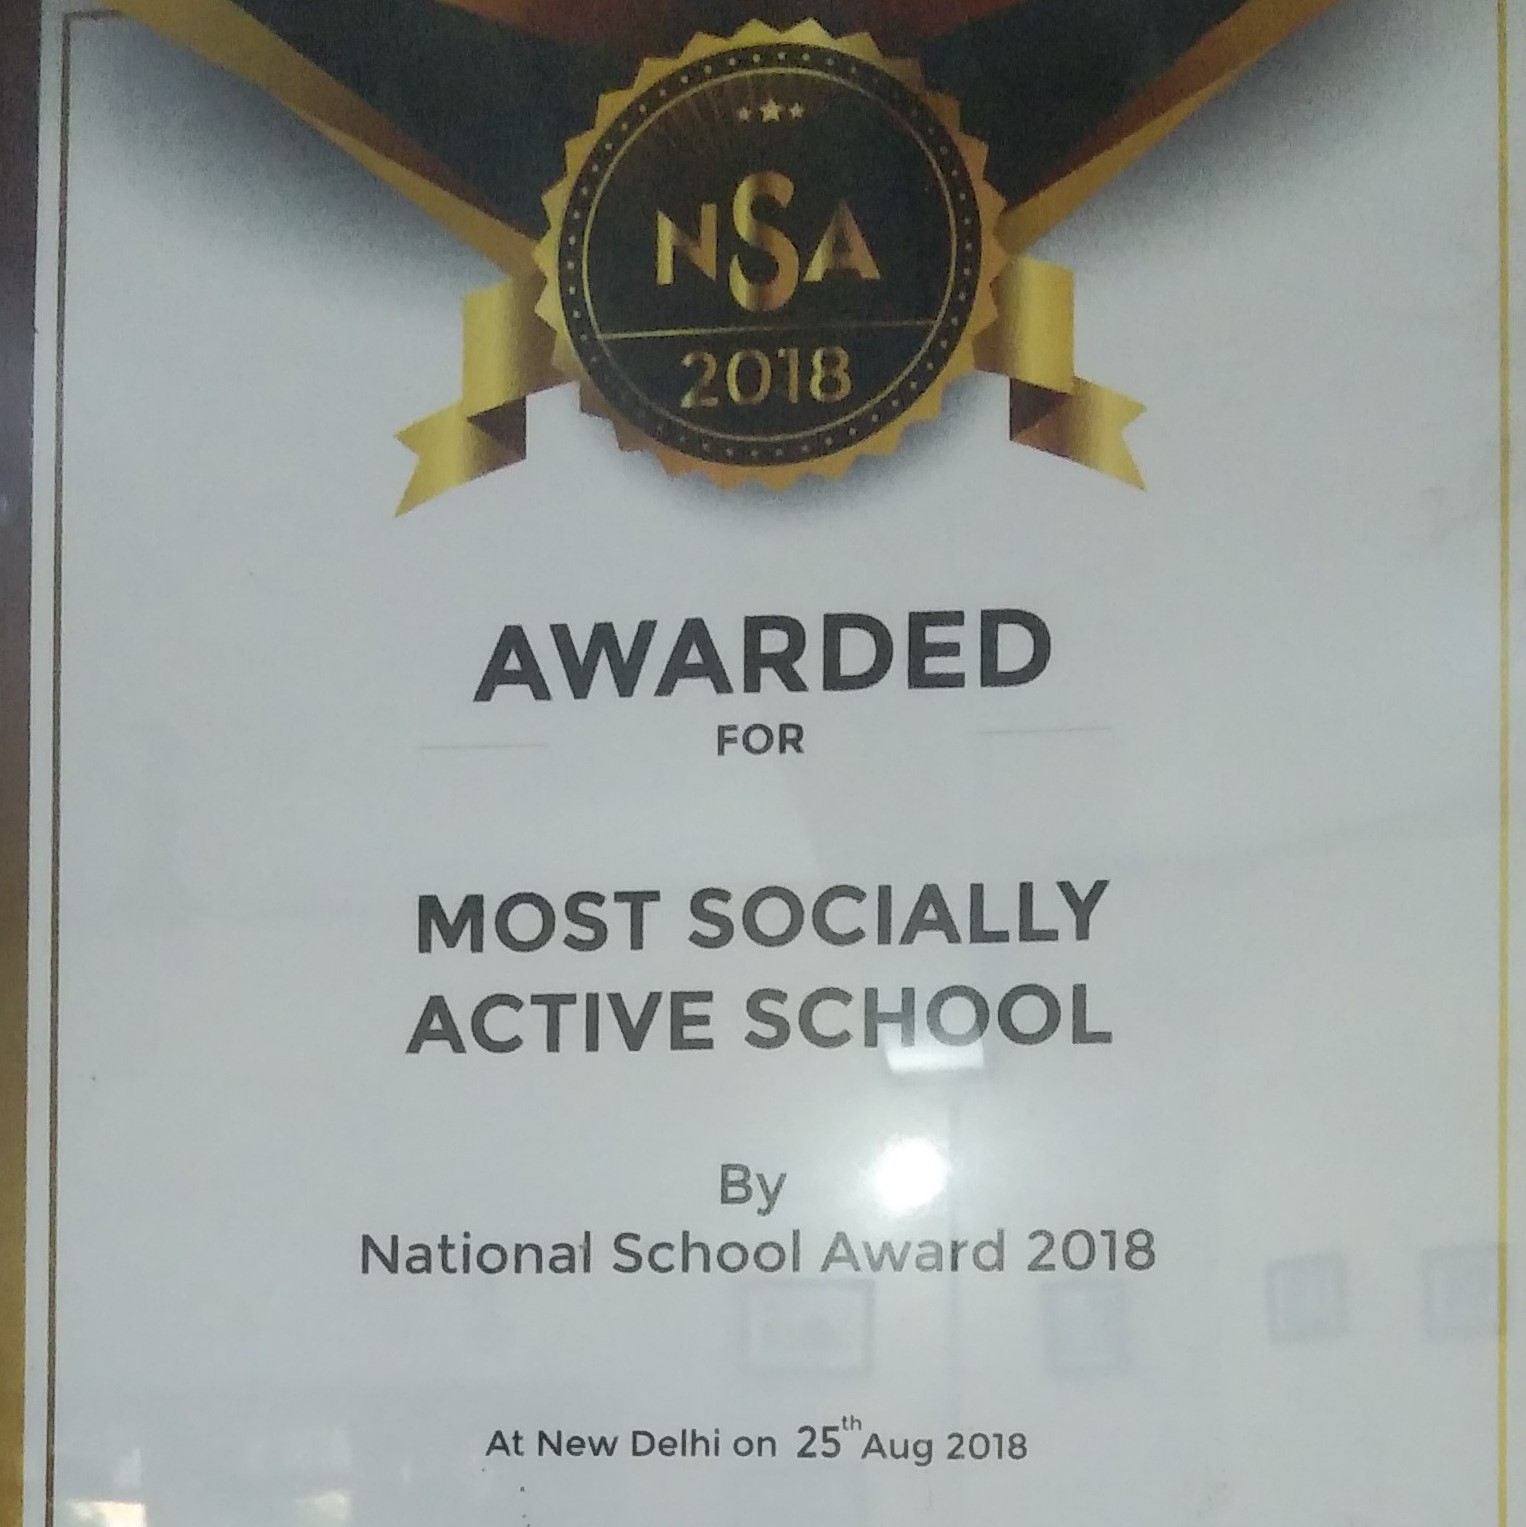 NSA
2018
AWARDED
FOR
MOST SOCIALLY
ACTIVE SCHOOL
By
National School Award 2018
At New Delhi on 25th Aug 2018